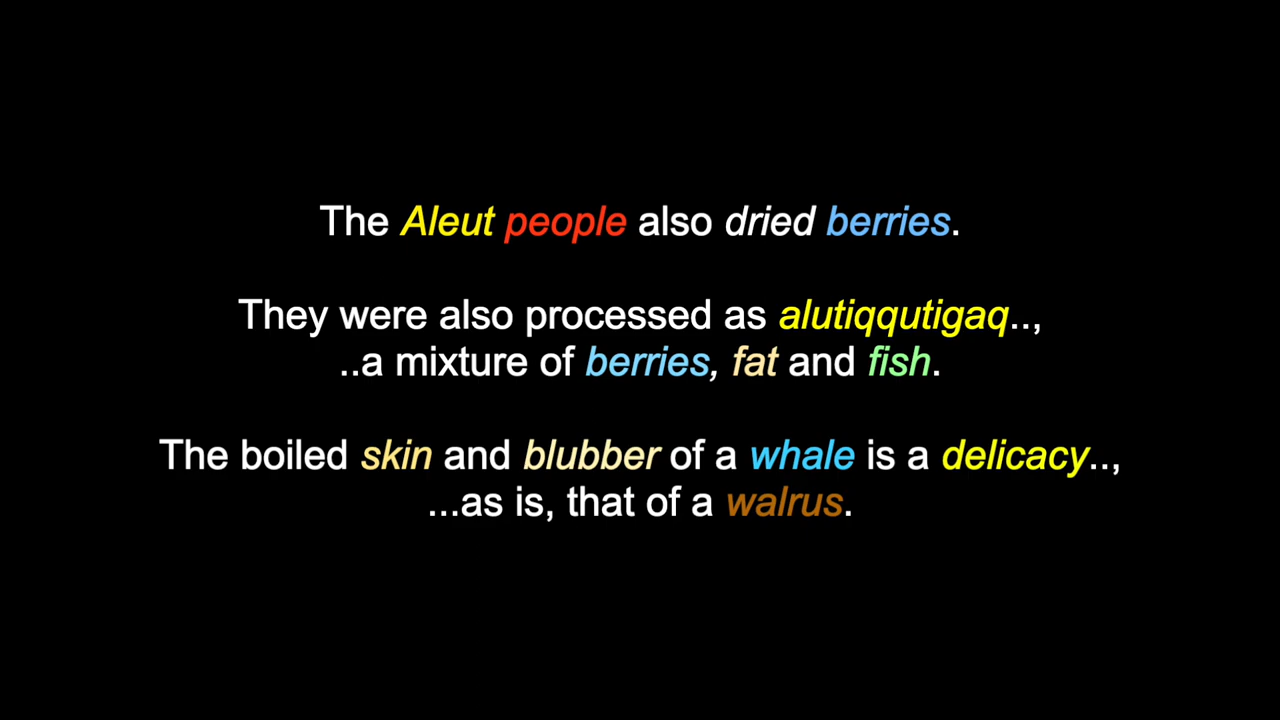 The Aleut people also dried berries.
They were also processed as alutiqqutigaq..,
..a mixture of berries, fat and fish.
The boiled skin and blubber of a whale is a delicacy..,
...as is, that of a walrus.